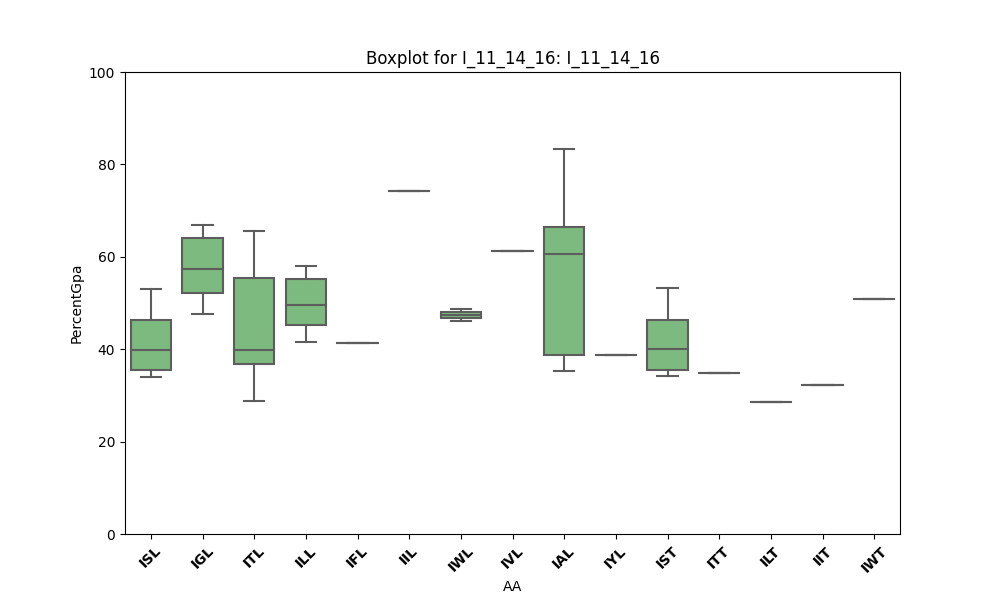 Boxplot for I_11_14_16: I_11_14_16
100
80
60
40
20
0
PercentGpa
ISL IGL ITL ILL IFL IIL IWL IVL IAL IYL IST ITT ILT IIT IWT
AA